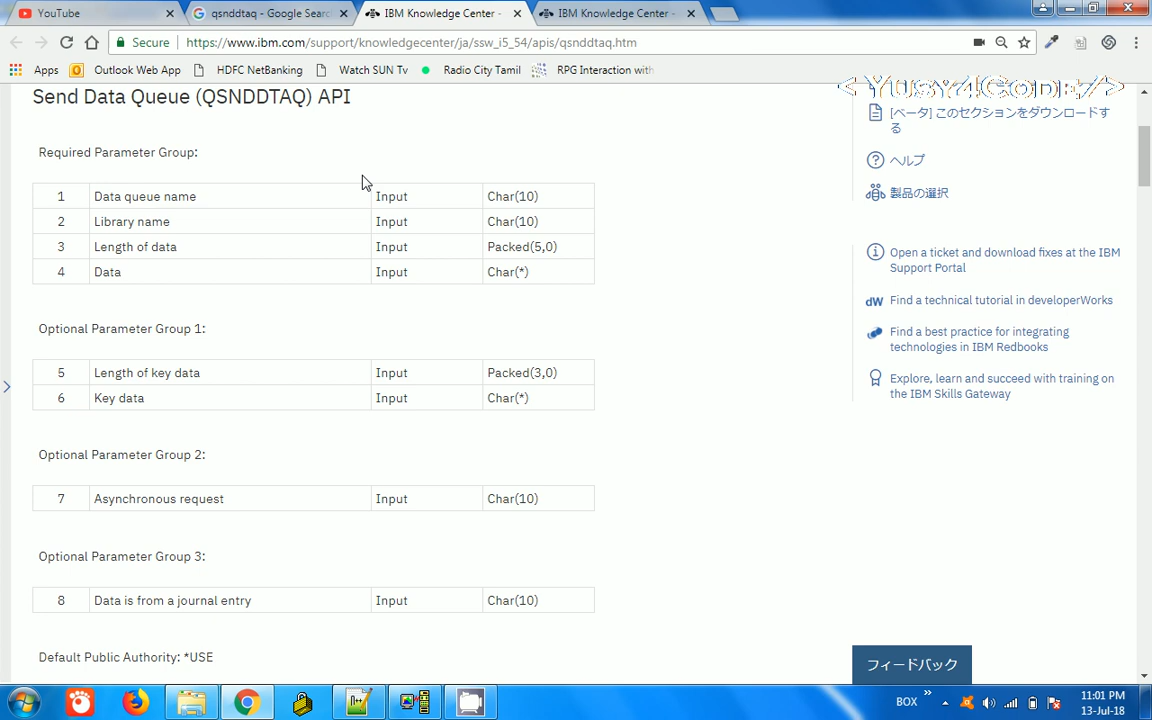 YouTube
qsnddtaq - Google Searc
IBM Knowledge Center -
IBM Knowledge Center -
Secure
https://www.ibm.com/support/knowledgecenter/ja/ssw_i5_54/apis/qsnddtaq.htm
Apps
Outlook Web App
HDFC NetBanking
Watch SUN Tv
Radio City Tamil
RPG Interaction with
<YUSY4CODE/>
Send Data Queue (QSNDDTAQ) API
Required Parameter Group:
1 Data queue name Input Char(10)
2 Library name Input Char(10)
3 Length of data Input Packed(5,0)
4 Data Input Char(*)
Optional Parameter Group 1:
5 Length of key data Input Packed(3,0)
6 Key data Input Char(*)
Optional Parameter Group 2:
7 Asynchronous request Input Char(10)
Optional Parameter Group 3:
8 Data is from a journal entry Input Char(10)
Default Public Authority: *USE
[ベータ] このセクションをダウンロードす
る
ヘルプ
製品の選択
Open a ticket and download fixes at the IBM
Support Portal
dW Find a technical tutorial in developerWorks
Find a best practice for integrating
technologies in IBM Redbooks
Explore, learn and succeed with training on
the IBM Skills Gateway
フィードバック
BOX
11:01 PM
13-Jul-18